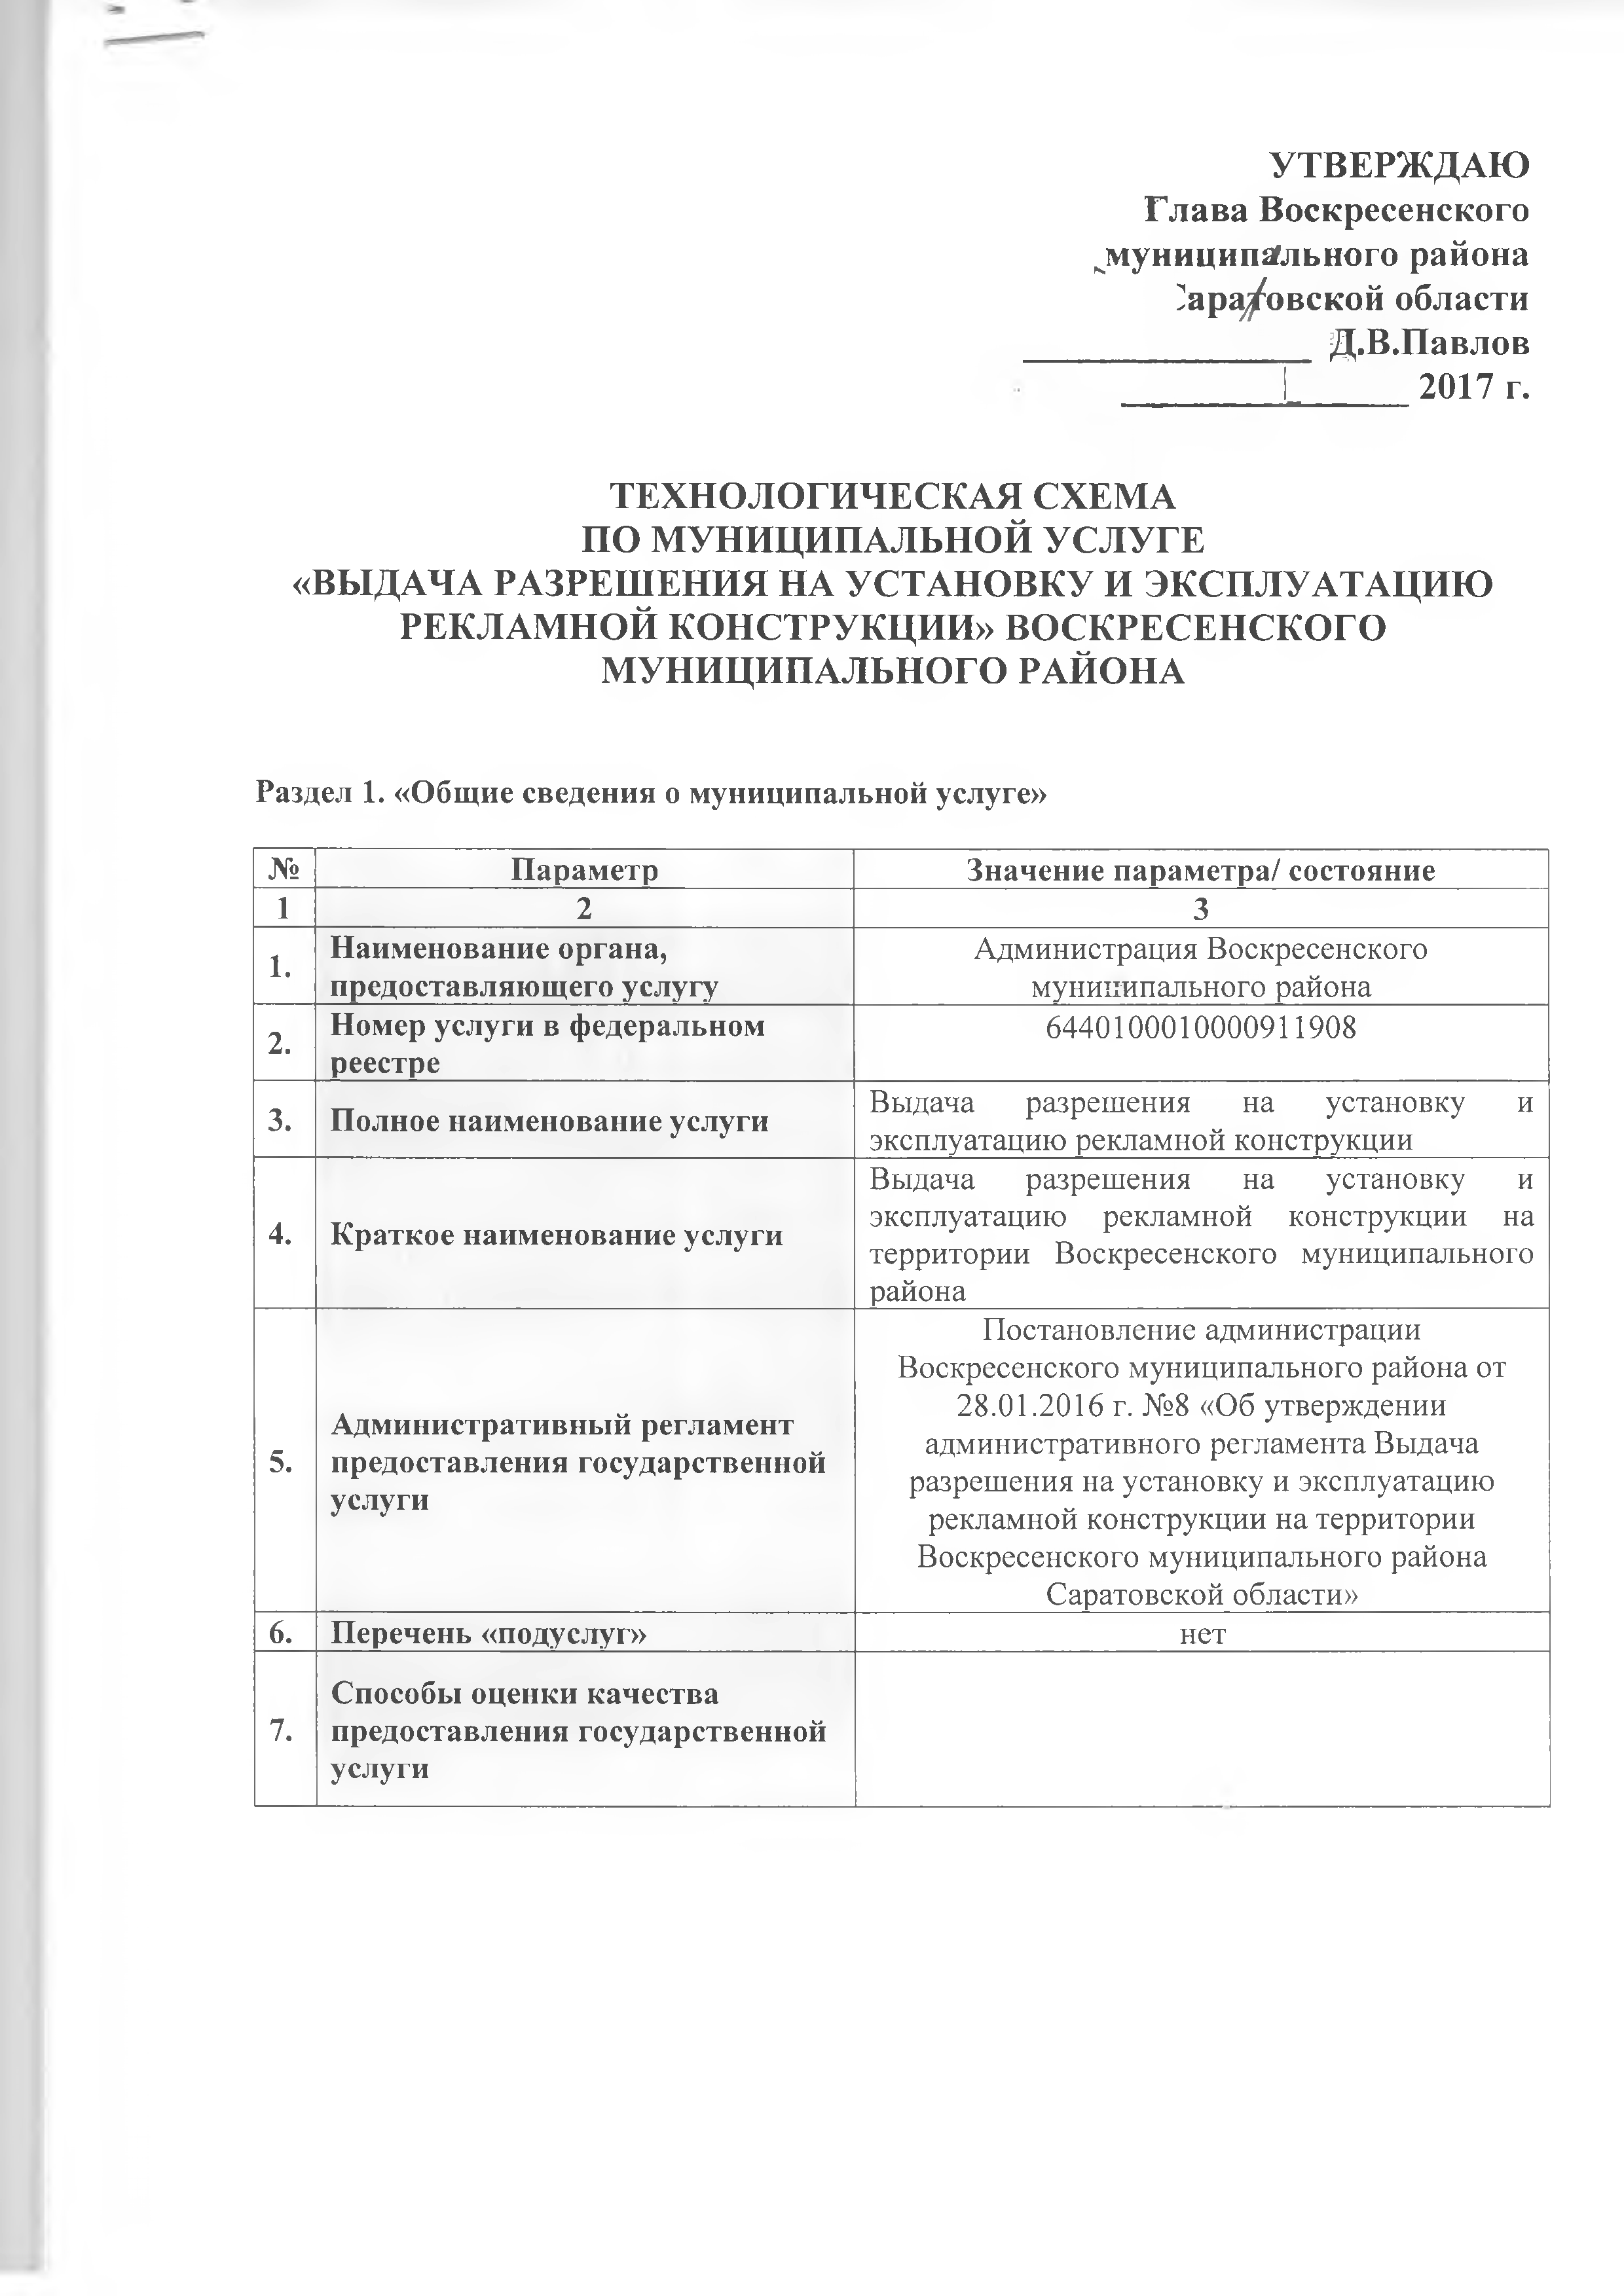 УТВЕРЖДАЮ
Глава Воскресенского
муниципального района
Саратовской области
Д.В.Павлов
2017 г.
ТЕХНОЛОГИЧЕСКАЯ СХЕМА
ПО МУНИЦИПАЛЬНОЙ УСЛУГЕ
«ВЫДАЧА РАЗРЕШЕНИЯ НА УСТАНОВКУ И ЭКСПЛУАТАЦИЮ
РЕКЛАМНОЙ КОНСТРУКЦИИ» ВОСКРЕСЕНСКОГО
МУНИЦИПАЛЬНОГО РАЙОНА
Раздел 1. «Общие сведения о муниципальной услуге»
№ Параметр Значение параметра/ состояние
1 2 3
1. Наименование органа,
предоставляющего услугу
Администрация Воскресенского
муниципального района
2. Номер услуги в федеральном
реестре
6440100010000911908
3. Полное наименование услуги
Выдача разрешения на установку и
эксплуатацию рекламной конструкции
4. Краткое наименование услуги
Выдача разрешения на установку и
эксплуатацию рекламной конструкции на
территории Воскресенского муниципального
района
5. Административный регламент
предоставления государственной
услуги
Постановление администрации
Воскресенского муниципального района от
28.01.2016 г. №8 «Об утверждении
административного регламента Выдача
разрешения на установку и эксплуатацию
рекламной конструкции на территории
Воскресенского муниципального района
Саратовской области»
6. Перечень «подуслуг» нет
7. Способы оценки качества
предоставления государственной
услуги